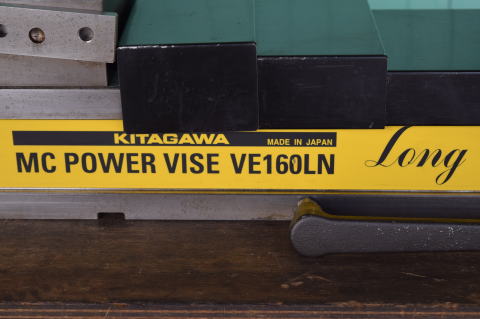 KITAGAWA
MADE IN JAPAN
MC POWER VISE VE160LN
Long